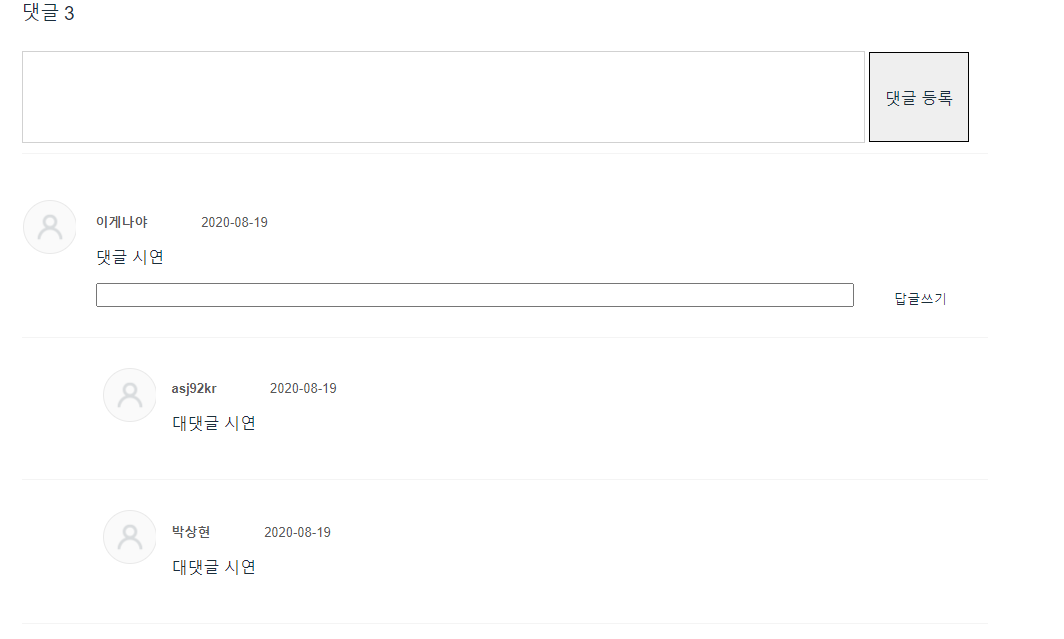 댓글 3
댓글 등록
이게나야 2020-08-19
댓글 시연
답글쓰기
asj92kr 2020-08-19
대댓글 시연
박상현 2020-08-19
대댓글 시연